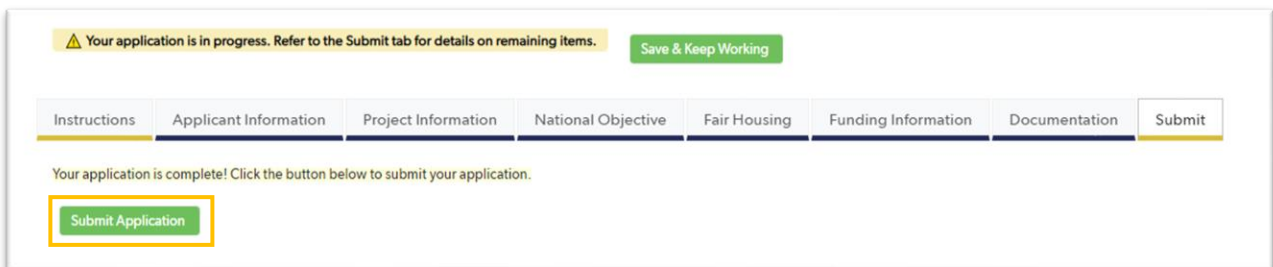 Your application is in progress. Refer to the Submit tab for details on remaining items.
Save & Keep Working
Instructions Applicant Information Project Information National Objective Fair Housing Funding Information Documentation Submit
Your application is complete! Click the button below to submit your application.
Submit Application